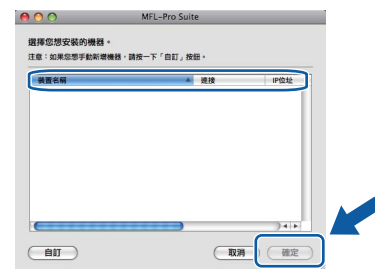 MFL-Pro Suite
選擇您想安裝的機器。
注意：如果您想手動新增機器，請按一下「自訂」按鈕。
裝置名稱 連接 IP位址
自訂 取消 確定